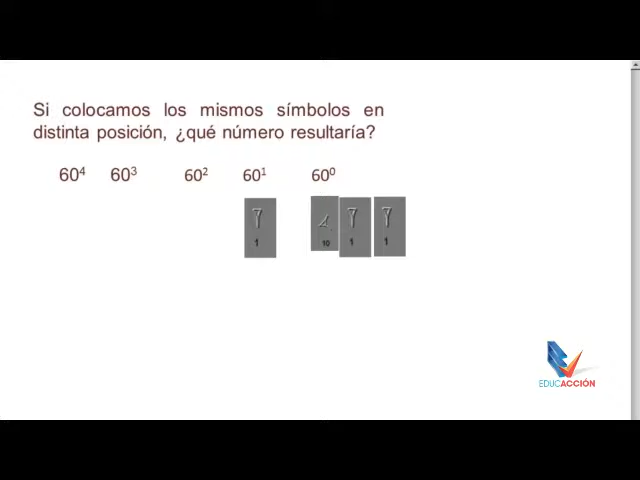 Si colocamos los mismos símbolos en
distinta posición, ¿qué número resultaría?
60⁴ 60³ 60² 60¹ 60⁰
1 10 1 1
EDUCACCIÓN